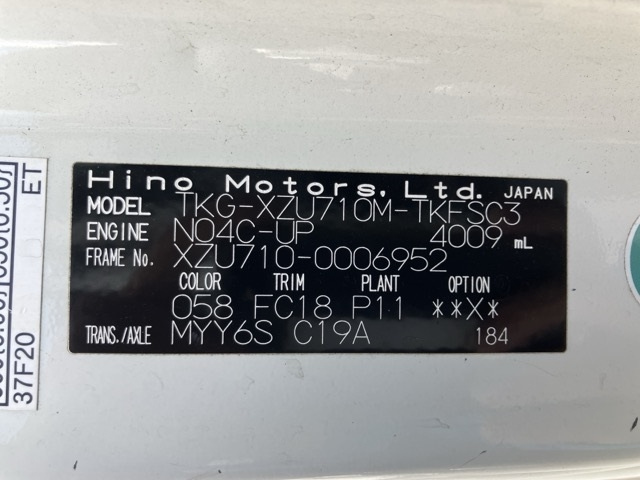 Hino Motors, Ltd. JAPAN
MODEL TKG-XZU710M-TKFSC3
ENGINE N04C-UP 4009 mL
FRAME No. XZU710-0006952
COLOR TRIM PLANT OPTION
058 FC18 P11 **X*
TRANS./AXLE MYY6S C19A 184
ET
37F20